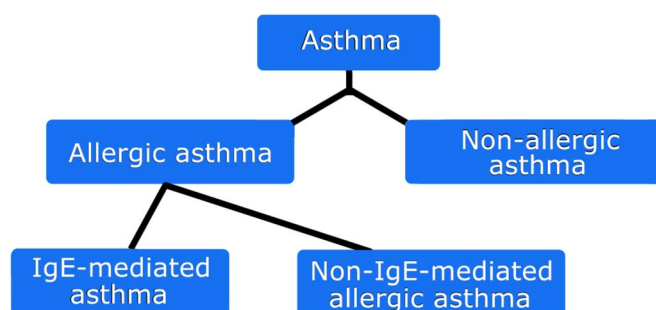 Asthma
Allergic asthma
Non-allergic
asthma
IgE-mediated
asthma
Non-IgE-mediated
allergic asthma